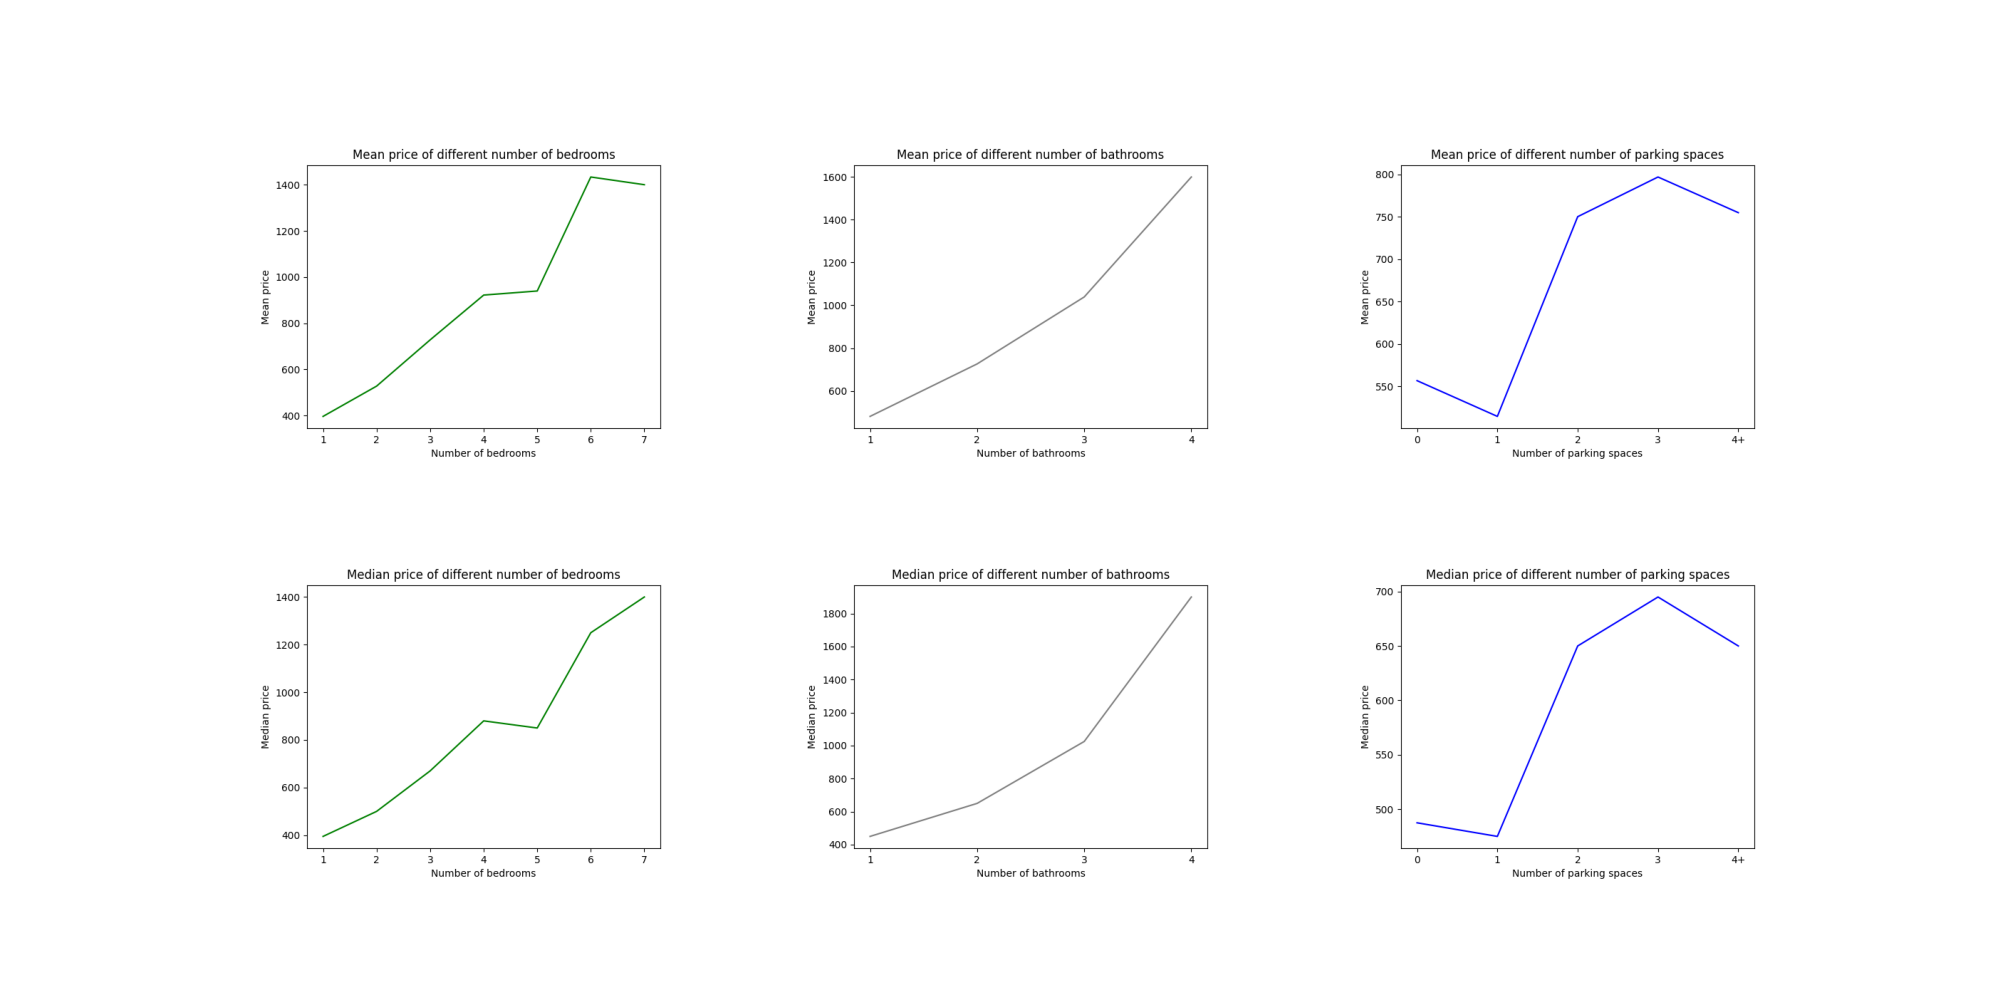 Mean price of different number of bedrooms
Mean price
1400
1200
1000
800
600
400
1 2 3 4 5 6 7
Number of bedrooms
Mean price of different number of bathrooms
Mean price
1600
1400
1200
1000
800
600
1 2 3 4
Number of bathrooms
Mean price of different number of parking spaces
Mean price
800
750
700
650
600
550
0 1 2 3 4+
Number of parking spaces
Median price of different number of bedrooms
Median price
1400
1200
1000
800
600
400
1 2 3 4 5 6 7
Number of bedrooms
Median price of different number of bathrooms
Median price
1800
1600
1400
1200
1000
800
600
400
1 2 3 4
Number of bathrooms
Median price of different number of parking spaces
Median price
700
650
600
550
500
0 1 2 3 4+
Number of parking spaces